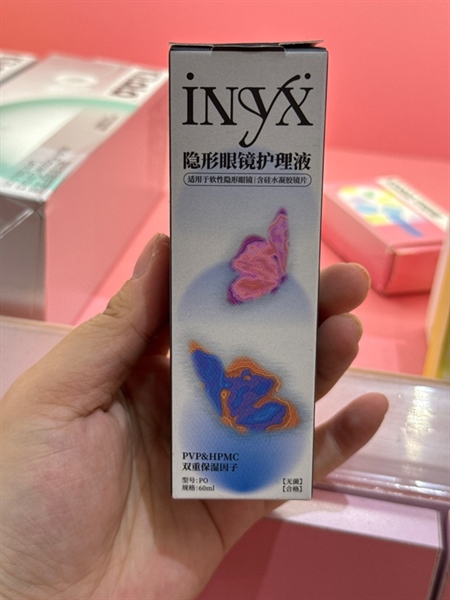 iNyX
隐形眼镜护理液
适用于软性隐形眼镜|含硅水凝胶镜片
PVP&HPMC
双重保湿因子
型号:PO
规格:60ml
【无菌】
【合格】